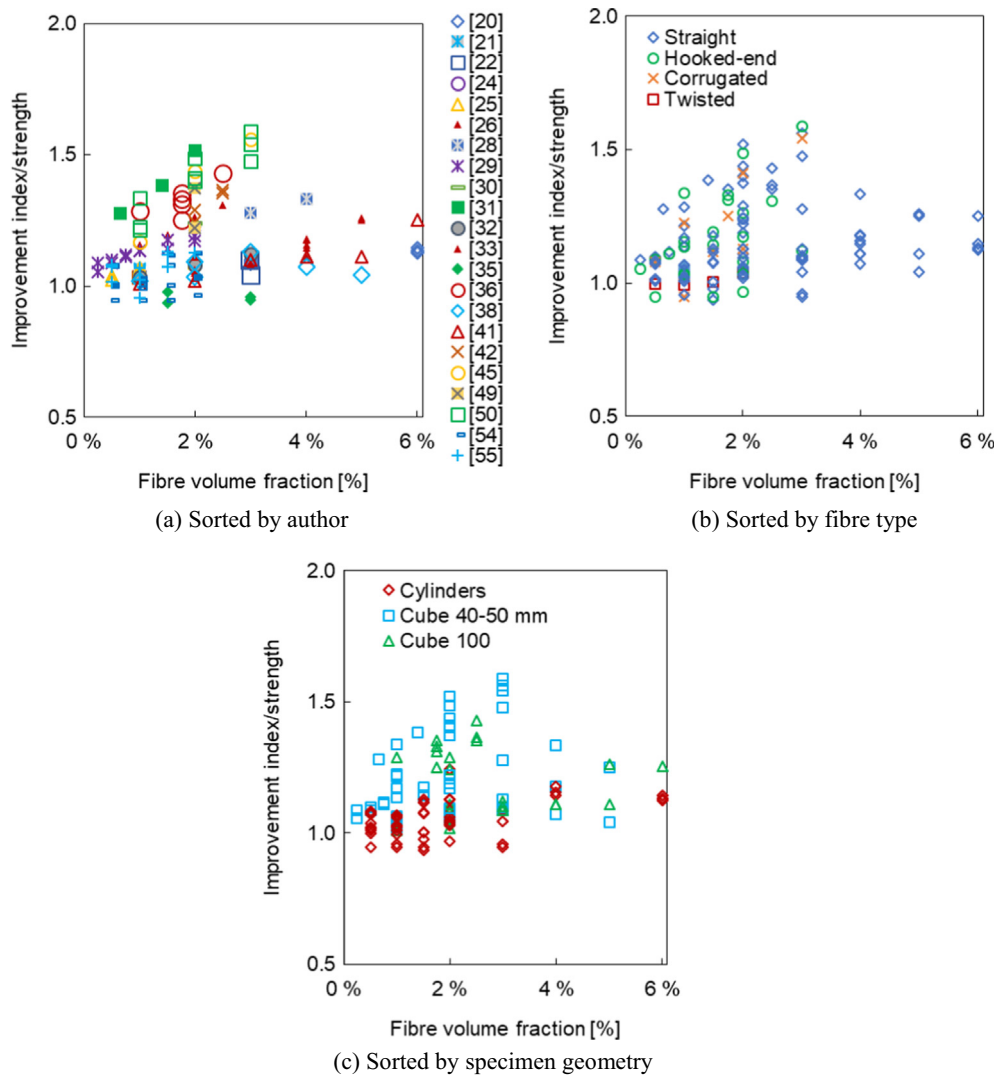 2.0
1.5
1.0
0.5
0 %
2 %
4 %
6 %
Improvement index/strength
Fibre volume fraction [%]
[20]
[21]
[22]
[24]
[25]
[26]
[28]
[29]
[30]
[31]
[32]
[33]
[35]
[36]
[38]
[41]
[42]
[45]
[49]
[50]
[54]
[55]
(a) Sorted by author
2.0
1.5
1.0
0.5
0 %
2 %
4 %
6 %
Improvement index/strength
Fibre volume fraction [%]
Straight
Hooked-end
Corrugated
Twisted
(b) Sorted by fibre type
2.0
1.5
1.0
0.5
0 %
2 %
4 %
6 %
Improvement index/strength
Fibre volume fraction [%]
Cylinders
Cube 40-50 mm
Cube 100
(c) Sorted by specimen geometry